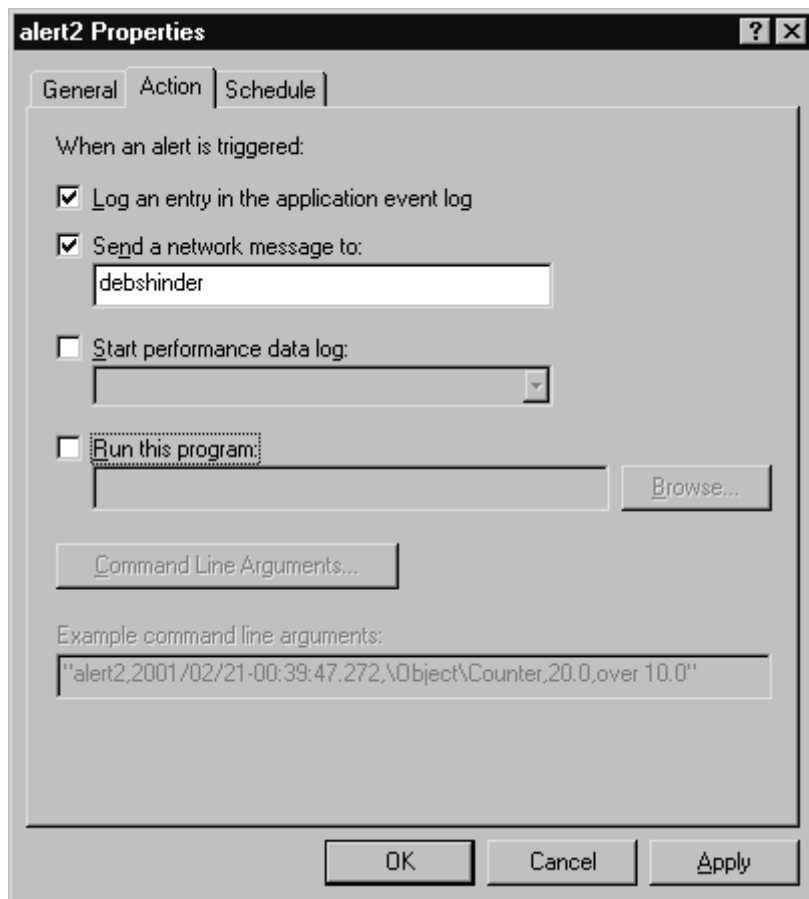 alert2 Properties
General Action Schedule
When an alert is triggered:
Log an entry in the application event log
Send a network message to:
debshinder
Start performance data log:
Run this program:
Browse...
Command Line Arguments...
Example command line arguments:
"alert2,2001/02/21-00:39:47.272,\Object\Counter,20.0,over 10.0"
OK Cancel Apply